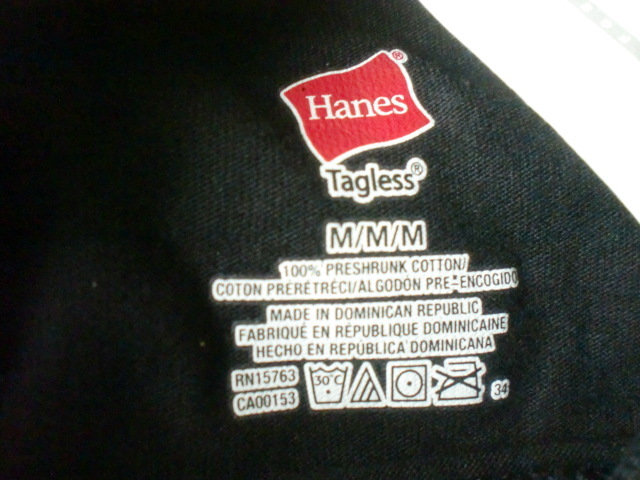 Hanes®
Tagless®
M/M/M
100% PRESHRUNK COTTON/
COTON PRÉRÉTRÉCI/ALGODÓN PRE-ENCOGIDO
MADE IN DOMINICAN REPUBLIC
FABRIQUÉ EN RÉPUBLIQUE DOMINICAINE
HECHO EN REPÚBLICA DOMINICANA
RN15763
CA00153
30°C
34